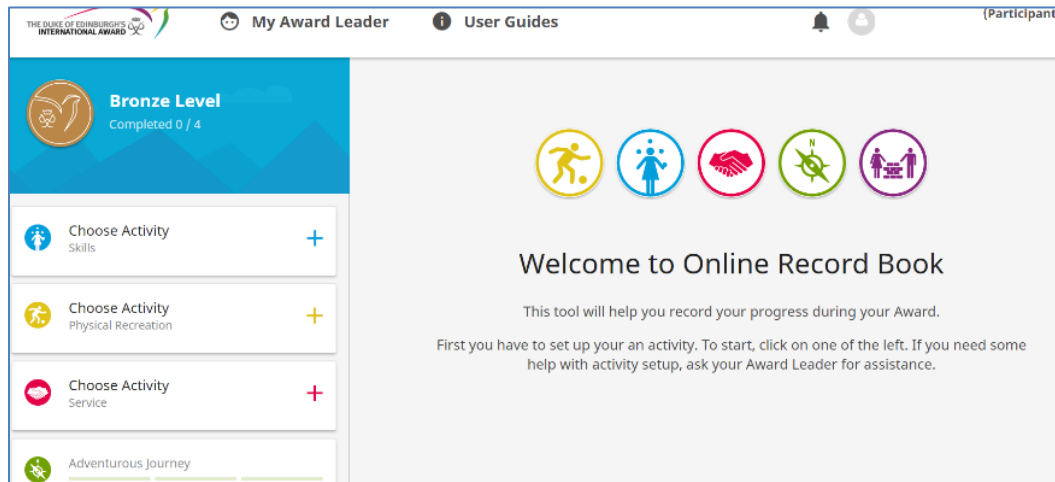 THE DUKE OF EDINBURGH'S
INTERNATIONAL AWARD
My Award Leader
User Guides
(Participant
Bronze Level
Completed 0 / 4
Choose Activity
Skills
Choose Activity
Physical Recreation
Choose Activity
Service
Adventurous Journey
N
Welcome to Online Record Book
This tool will help you record your progress during your Award.
First you have to set up your an activity. To start, click on one of the left. If you need some
help with activity setup, ask your Award Leader for assistance.